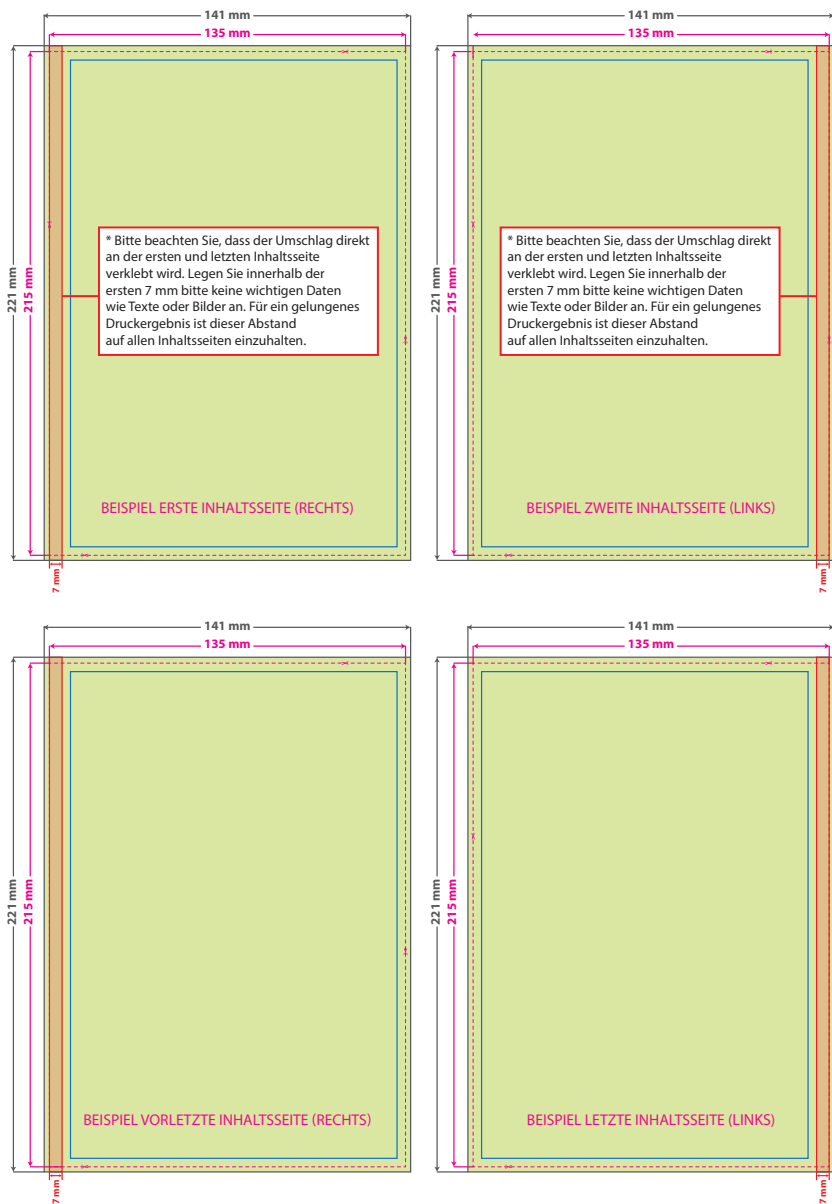 141 mm
135 mm
221 mm
215 mm
* Bitte beachten Sie, dass der Umschlag direkt
an der ersten und letzten Inhaltsseite
verklebt wird. Legen Sie innerhalb der
ersten 7 mm bitte keine wichtigen Daten
wie Texte oder Bilder an. Für ein gelungenes
Druckergebnis ist dieser Abstand
auf allen Inhaltsseiten einzuhalten.
BEISPIEL ERSTE INHALTSSEITE (RECHTS)
7 mm
141 mm
135 mm
221 mm
215 mm
* Bitte beachten Sie, dass der Umschlag direkt
an der ersten und letzten Inhaltsseite
verklebt wird. Legen Sie innerhalb der
ersten 7 mm bitte keine wichtigen Daten
wie Texte oder Bilder an. Für ein gelungenes
Druckergebnis ist dieser Abstand
auf allen Inhaltsseiten einzuhalten.
BEISPIEL ZWEITE INHALTSSEITE (LINKS)
7 mm
141 mm
135 mm
221 mm
215 mm
BEISPIEL VORLETZTE INHALTSSEITE (RECHTS)
7 mm
141 mm
135 mm
221 mm
215 mm
BEISPIEL LETZTE INHALTSSEITE (LINKS)
7 mm